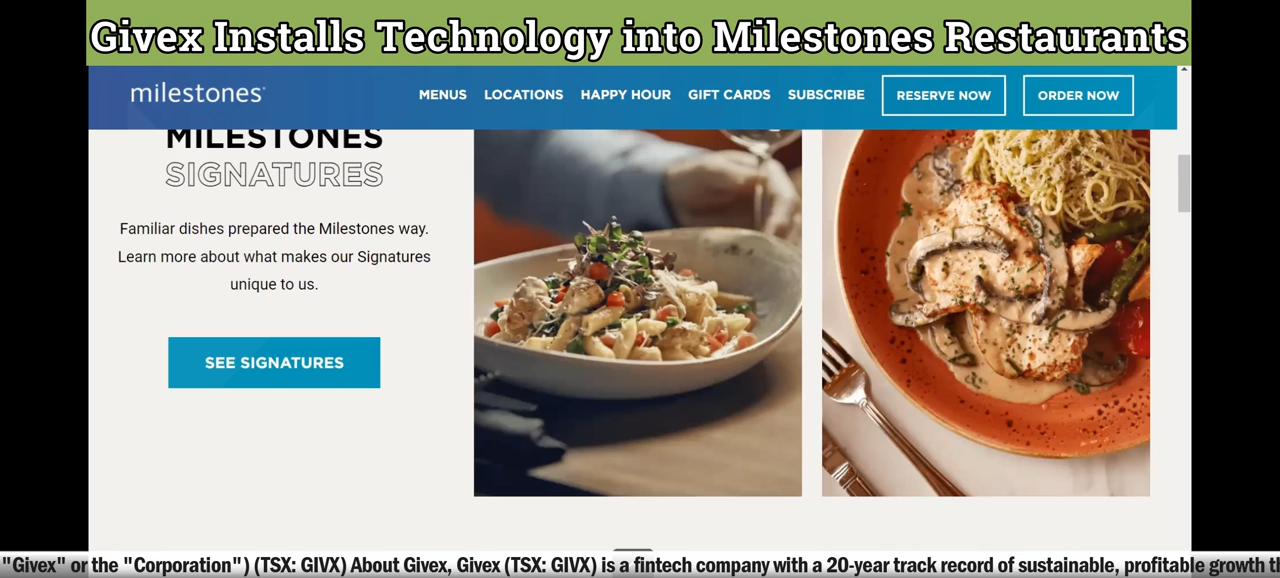 Givex Installs Technology into Milestones Restaurants
milestones
MENUS LOCATIONS HAPPY HOUR GIFT CARDS SUBSCRIBE RESERVE NOW ORDER NOW
MILESTONES
SIGNATURES
Familiar dishes prepared the Milestones way.
Learn more about what makes our Signatures
unique to us.
SEE SIGNATURES
"Givex" or the "Corporation") (TSX: GIVX) About Givex, Givex (TSX: GIVX) is a fintech company with a 20-year track record of sustainable, profitable growth